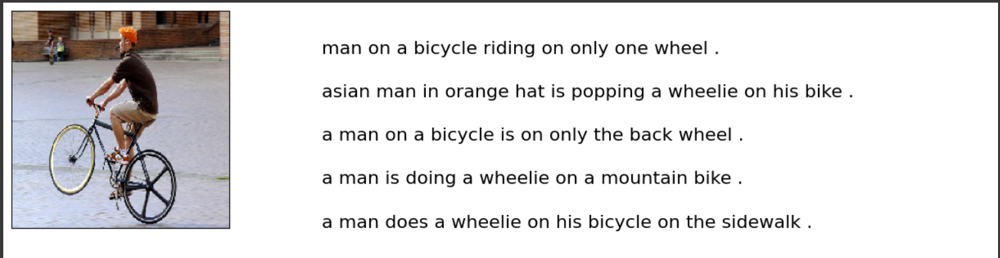 man on a bicycle riding on only one wheel .
asian man in orange hat is popping a wheelie on his bike .
a man on a bicycle is on only the back wheel .
a man is doing a wheelie on a mountain bike .
a man does a wheelie on his bicycle on the sidewalk .